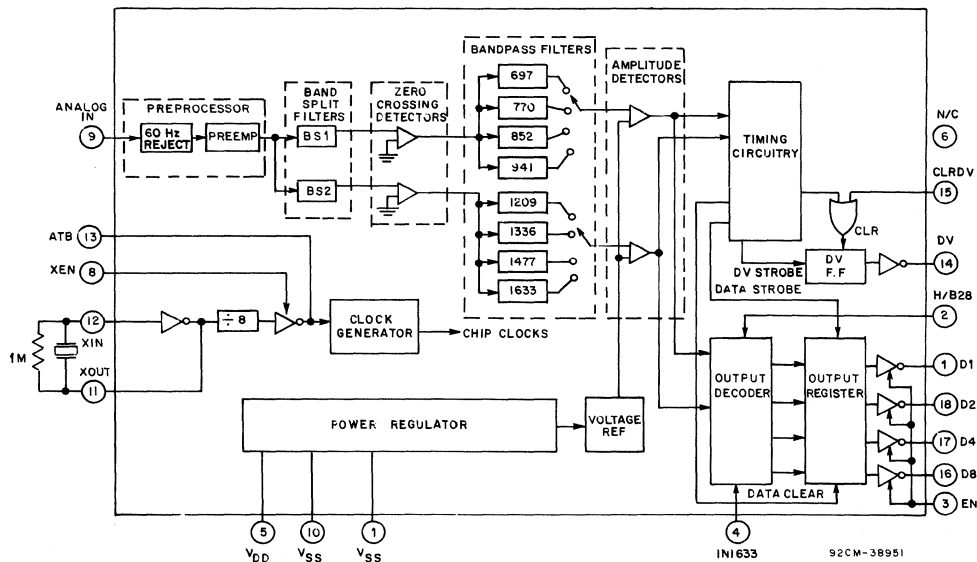 BANDPASS FILTERS
697
770
852
941
1209
1336
1477
1633
AMPLITUDE
DETECTORS
BAND
SPLIT
FILTERS
BS1
BS2
ZERO
CROSSING
DETECTORS
PREPROCESSOR
60 Hz
REJECT
PREEMP
ANALOG
IN
9
ATB 13
XEN 8
12
XIN
1M
XOUT
11
÷ 8
CLOCK
GENERATOR
CHIP CLOCKS
POWER REGULATOR
VOLTAGE
REF
5
VDD
10
VSS
1
VSS
TIMING
CIRCUITRY
CLR
DV
F.F
DV STROBE
DATA STROBE
OUTPUT
DECODER
OUTPUT
REGISTER
DATA CLEAR
4
IN1633
N/C
6
CLRDV
15
DV
14
H/B28
2
1 D1
18 D2
17 D4
16 D8
3 EN
92CM-38951